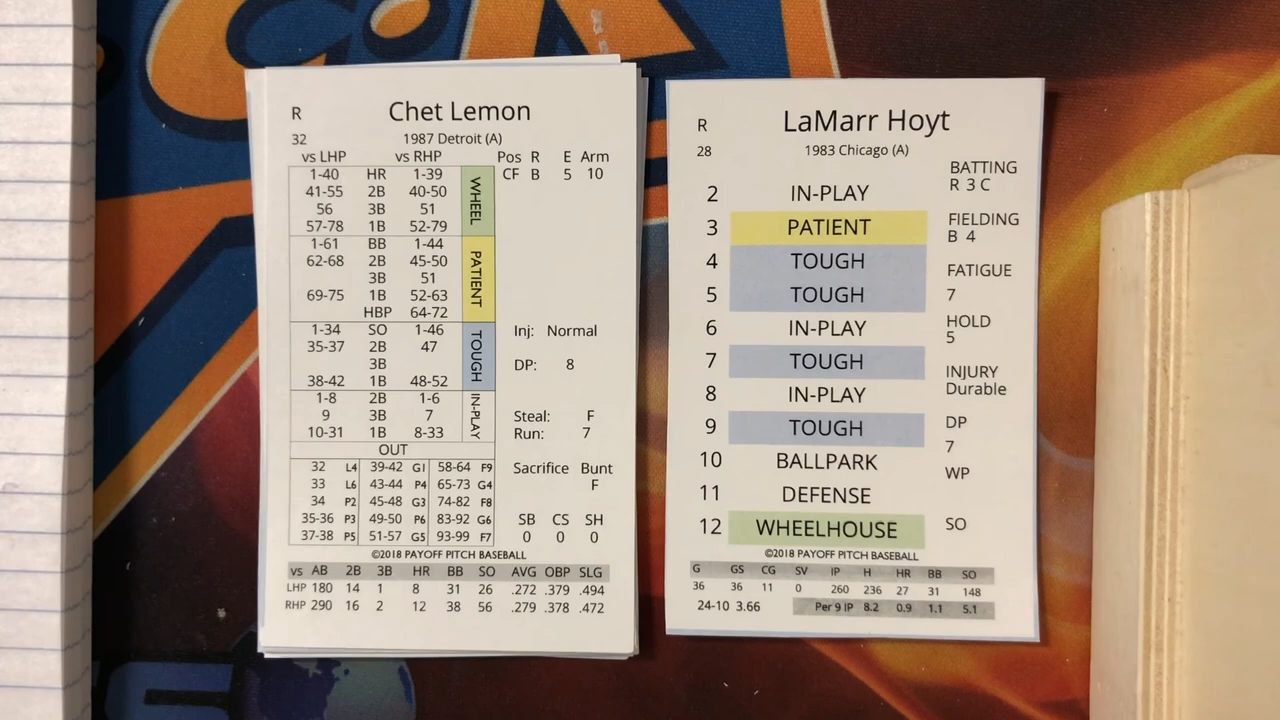 R Chet Lemon
32 1987 Detroit (A)
vs LHP vs RHP Pos R E Arm
1-40 HR 1-39 CF B 5 10
41-55 2B 40-50
56 3B 51
57-78 1B 52-79
WHEEL
1-61 BB 1-44
62-68 2B 45-50
3B 51
69-75 1B 52-63
HBP 64-72
PATIENT
1-34 SO 1-46 Inj: Normal
35-37 2B 47
3B DP: 8
38-42 1B 48-52
TOUGH
1-8 2B 1-6
9 3B 7 Steal: F
10-31 1B 8-33 Run: 7
IN-PLAY
OUT
32 L4 39-42 G1 58-64 F9 Sacrifice Bunt
33 L6 43-44 P4 65-73 G4 F
34 P2 45-48 G3 74-82 F8
35-36 P3 49-50 P6 83-92 G6 SB CS SH
37-38 P5 51-57 G5 93-99 F7 0 0 0
©2018 PAYOFF PITCH BASEBALL
vs AB 2B 3B HR BB SO AVG OBP SLG
LHP 180 14 1 8 31 26 .272 .379 .494
RHP 290 16 2 12 38 56 .279 .378 .472
R LaMarr Hoyt
28 1983 Chicago (A)
BATTING
R 3 C
2 IN-PLAY
3 PATIENT
FIELDING
B 4
4 TOUGH
FATIGUE
5 TOUGH 7
6 IN-PLAY HOLD
5
7 TOUGH
INJURY
Durable
8 IN-PLAY
9 TOUGH DP
7
10 BALLPARK
WP
11 DEFENSE
12 WHEELHOUSE SO
©2018 PAYOFF PITCH BASEBALL
G GS CG SV IP H HR BB SO
36 36 11 0 260 236 27 31 148
24-10 3.66 Per 9 IP 8.2 0.9 1.1 5.1